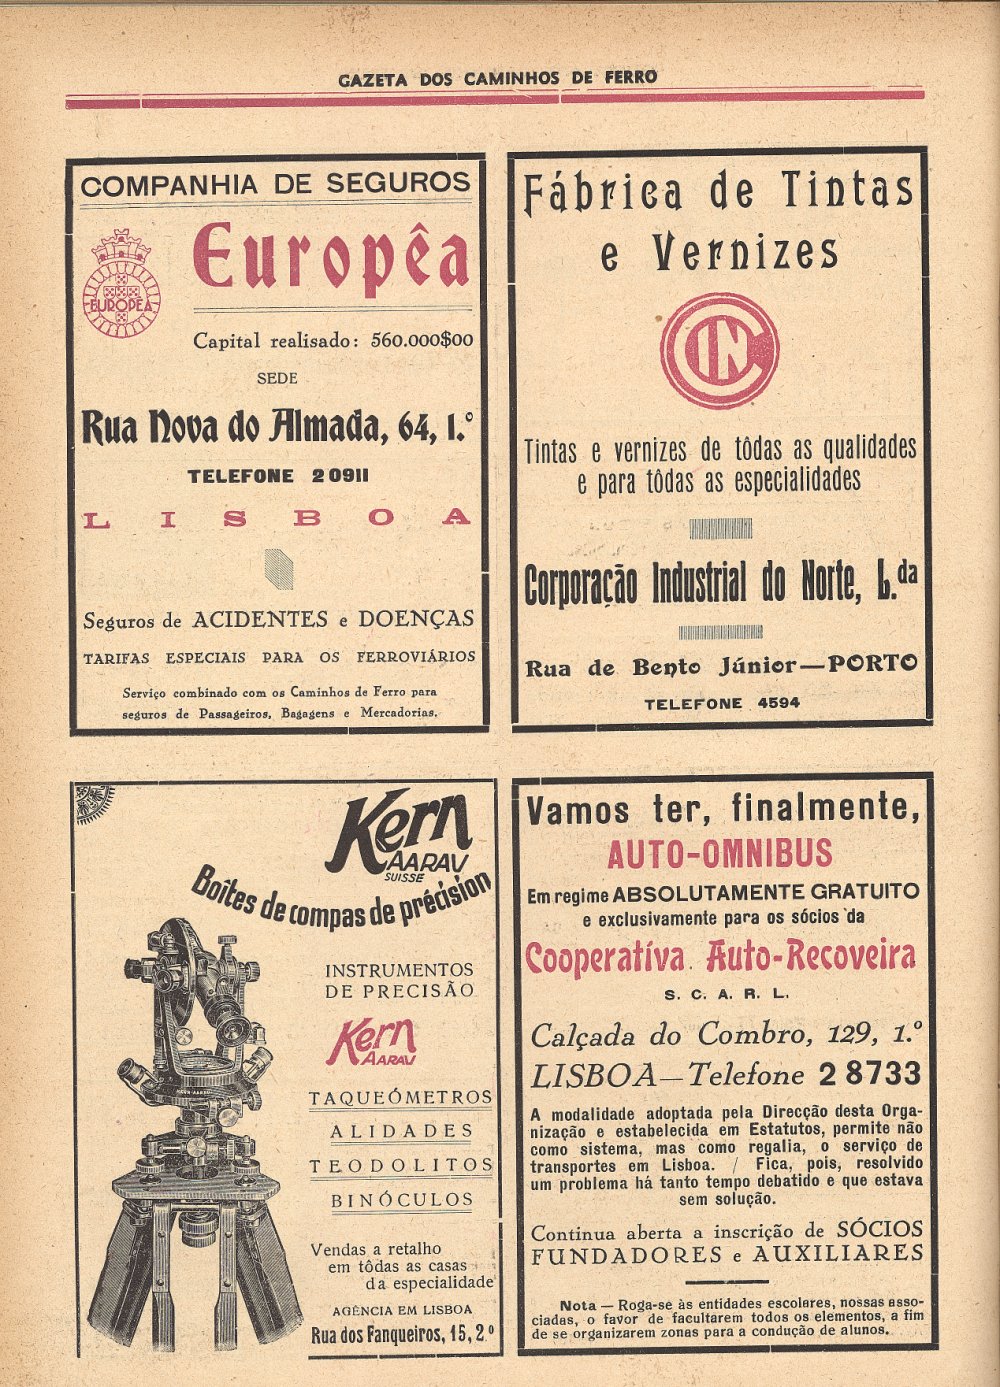 GAZETA DOS CAMINHOS DE FERRO
COMPANHIA DE SEGUROS
Européa
EUROPÊA
Capital realisado: 560.000$00
SEDE
Rua Nova do Almada, 64, 1.º
TELEFONE 2 0911
LISBOA
Seguros de ACIDENTES e DOENÇAS
TARIFAS ESPECIAIS PARA OS FERROVIÁRIOS
Serviço combinado com os Caminhos de Ferro para
seguros de Passageiros, Bagagens e Mercadorias.
Fábrica de Tintas
e Vernizes
CIN
Tintas e vernizes de tôdas as qualidades
e para tôdas as especialidades
Corporação Industrial do Norte, L.da
Rua de Bento Júnior—PORTO
TELEFONE 4594
Kern
AARAU
SUISSE
Boîtes de compas de précision
INSTRUMENTOS
DE PRECISÃO
Kern
AARAU
TAQUEÓMETROS
ALIDADES
TEODOLITOS
BINÓCULOS
Vendas a retalho
em tôdas as casas
da especialidade
AGÊNCIA EM LISBOA
Rua dos Fanqueiros, 15, 2.º
Vamos ter, finalmente,
AUTO-OMNIBUS
Em regime ABSOLUTAMENTE GRATUITO
e exclusivamente para os sócios da
Cooperativa Auto-Recoveira
S. C. A. R. L.
Calçada do Combro, 129, 1.º
LISBOA—Telefone 2 8733
A modalidade adoptada pela Direcção desta Orga-
nização e estabelecida em Estatutos, permite não
como sistema, mas como regalia, o serviço de
transportes em Lisboa. / Fica, pois, resolvido
um problema há tanto tempo debatido e que estava
sem solução.
Continua aberta a inscrição de SÓCIOS
FUNDADORES e AUXILIARES
Nota — Roga-se às entidades escolares, nossas asso-
ciadas, o favor de facultarem todos os elementos, a fim
de se organizarem zonas para a condução de alunos.